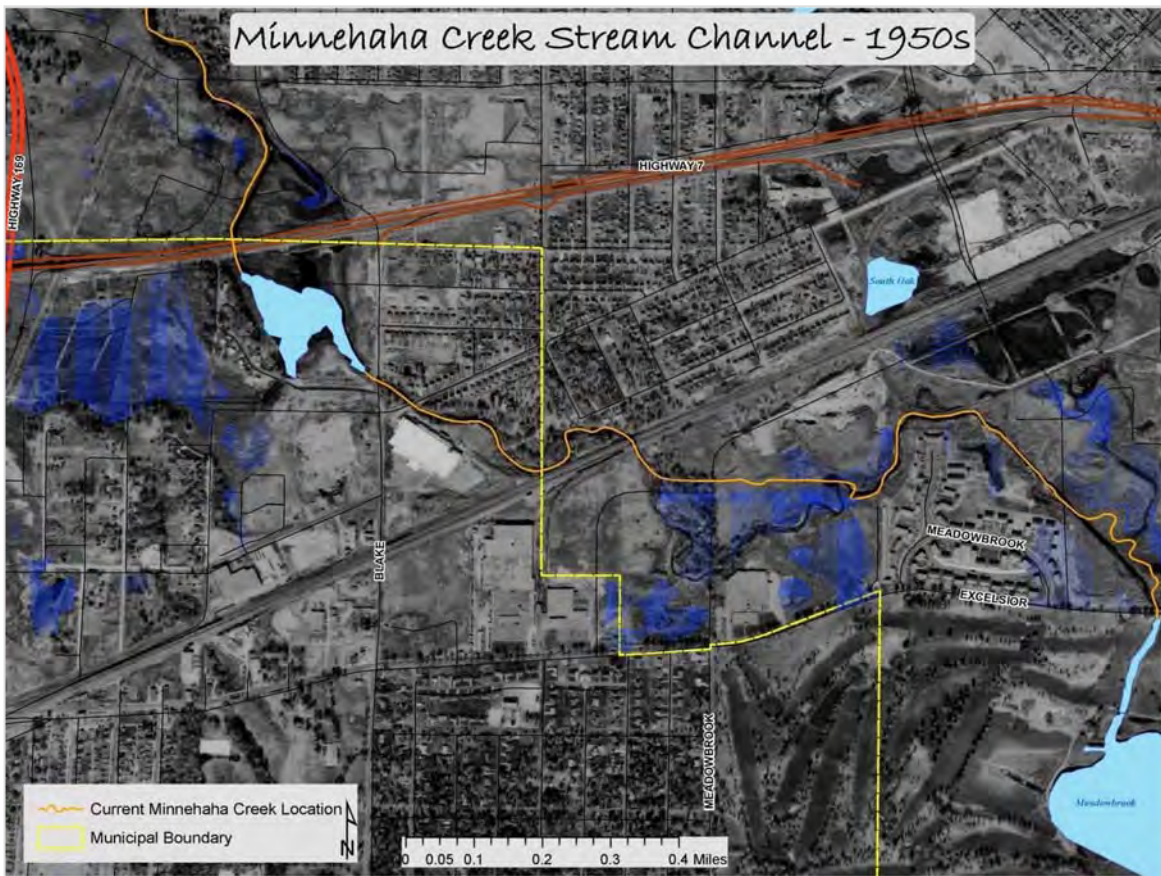 Minnehaha Creek Stream Channel - 1950s
HIGHWAY 169
HIGHWAY 7
South Oak
BLAKE
MEADOWBROOK
EXCELSIOR
MEADOWBROOK
Meadowbrook
Current Minnehaha Creek Location
Municipal Boundary
N
0 0.05 0.1 0.2 0.3 0.4 Miles